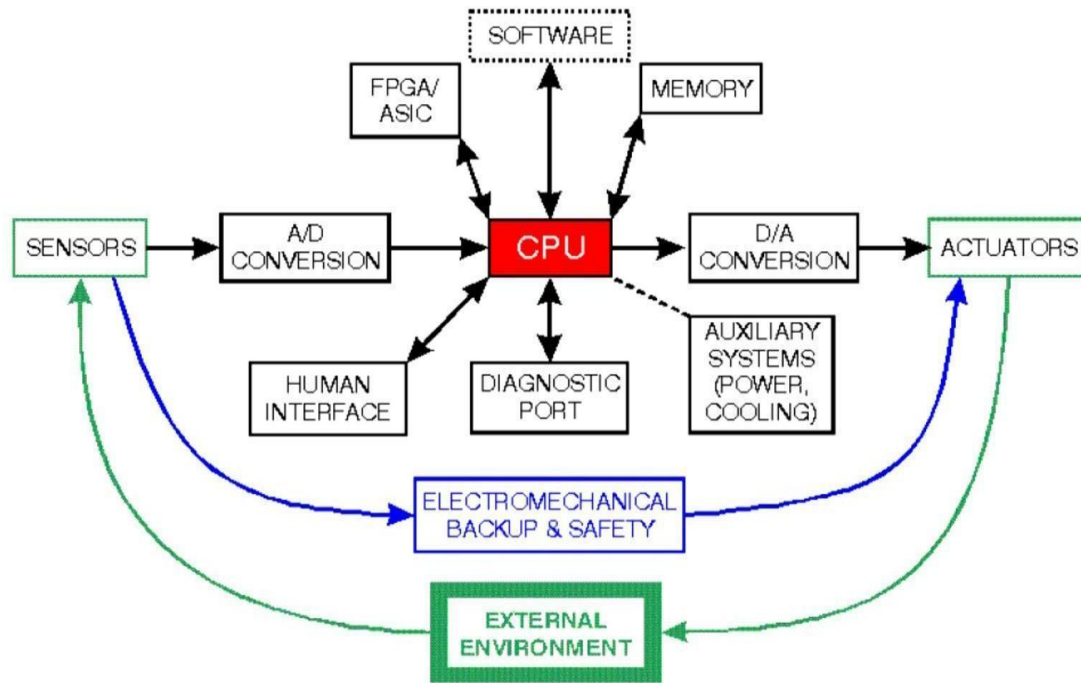 SOFTWARE
FPGA/
ASIC
MEMORY
SENSORS
A/D
CONVERSION
CPU
D/A
CONVERSION
ACTUATORS
HUMAN
INTERFACE
DIAGNOSTIC
PORT
AUXILIARY
SYSTEMS
(POWER,
COOLING)
ELECTROMECHANICAL
BACKUP & SAFETY
EXTERNAL
ENVIRONMENT